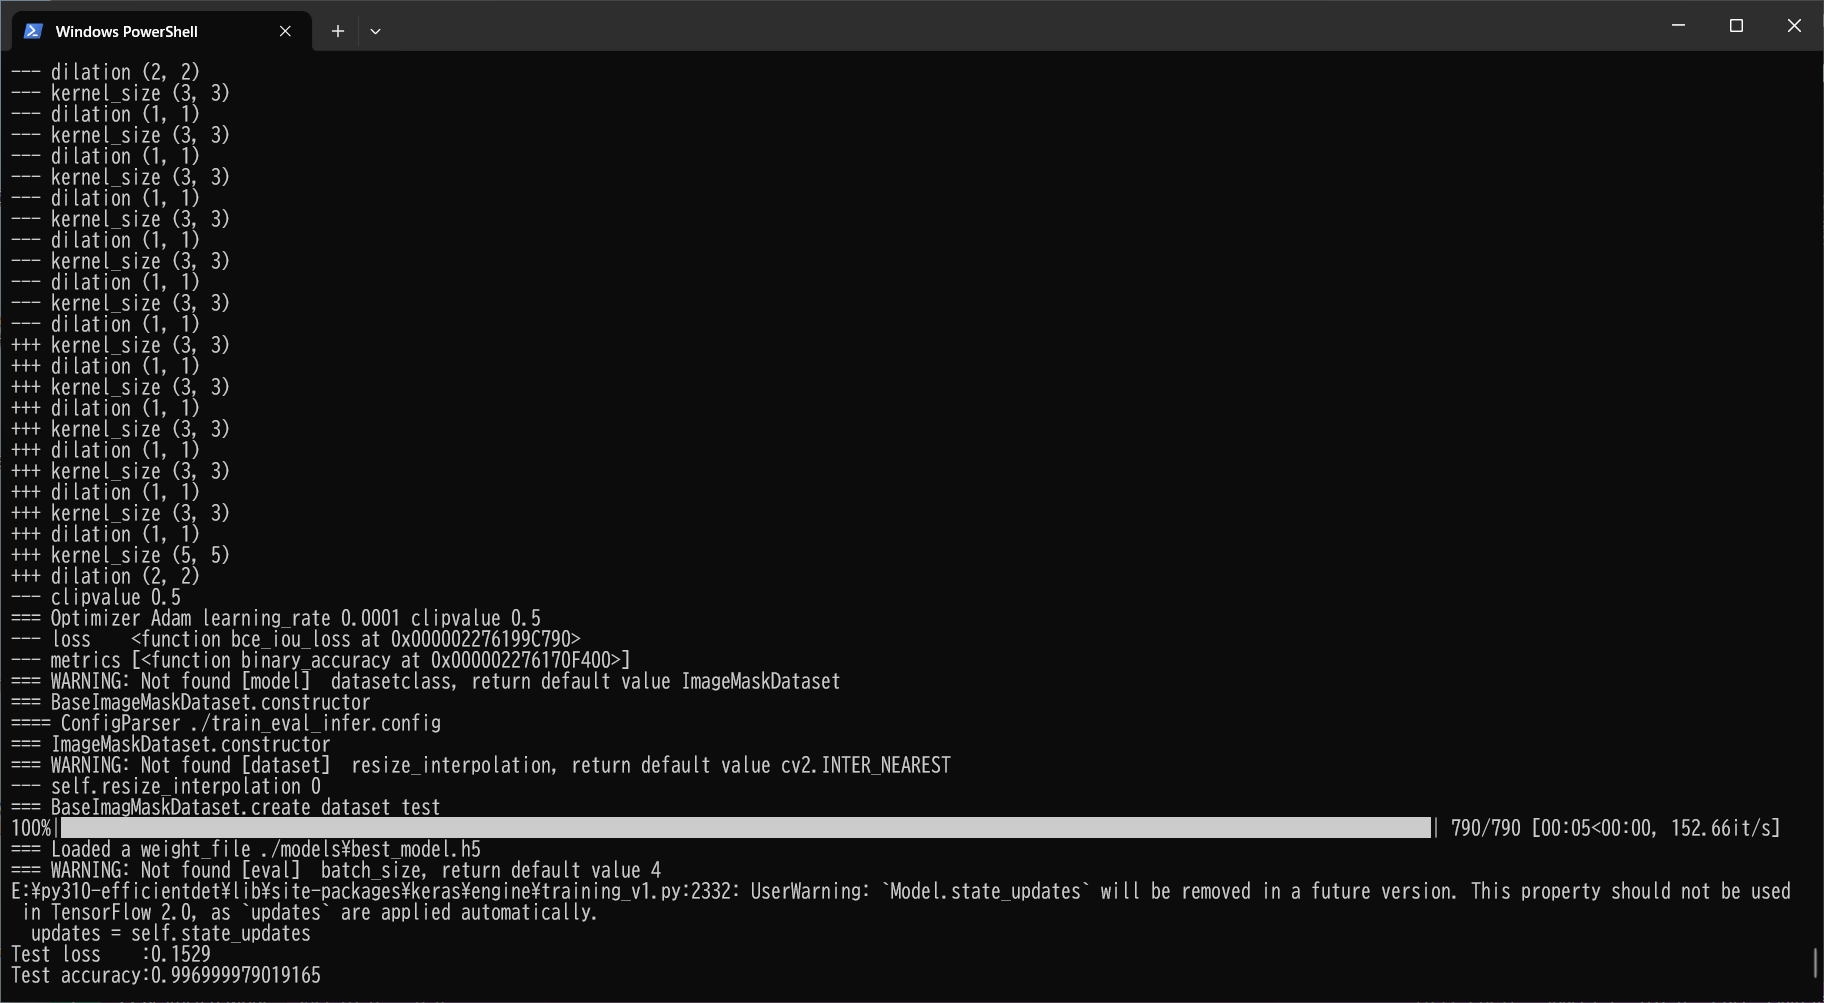 Windows PowerShell
--- dilation (2, 2)
--- kernel_size (3, 3)
--- dilation (1, 1)
--- kernel_size (3, 3)
--- dilation (1, 1)
--- kernel_size (3, 3)
--- dilation (1, 1)
--- kernel_size (3, 3)
--- dilation (1, 1)
--- kernel_size (3, 3)
--- dilation (1, 1)
--- kernel_size (3, 3)
--- dilation (1, 1)
+++ kernel_size (3, 3)
+++ dilation (1, 1)
+++ kernel_size (3, 3)
+++ dilation (1, 1)
+++ kernel_size (3, 3)
+++ dilation (1, 1)
+++ kernel_size (3, 3)
+++ dilation (1, 1)
+++ kernel_size (3, 3)
+++ dilation (1, 1)
+++ kernel_size (5, 5)
+++ dilation (2, 2)
--- clipvalue 0.5
=== Optimizer Adam learning_rate 0.0001 clipvalue 0.5
--- loss    <function bce_iou_loss at 0x000002276199C790>
--- metrics [<function binary_accuracy at 0x000002276170F400>]
=== WARNING: Not found [model]  datasetclass, return default value ImageMaskDataset
=== BaseImageMaskDataset.constructor
==== ConfigParser ./train_eval_infer.config
=== ImageMaskDataset.constructor
=== WARNING: Not found [dataset]  resize_interpolation, return default value cv2.INTER_NEAREST
--- self.resize_interpolation 0
=== BaseImagMaskDataset.create dataset test
100%| | 790/790 [00:05<00:00, 152.66it/s]
=== Loaded a weight_file ./models¥best_model.h5
=== WARNING: Not found [eval]  batch_size, return default value 4
E:¥py310-efficientdet¥lib¥site-packages¥keras¥engine¥training_v1.py:2332: UserWarning: `Model.state_updates` will be removed in a future version. This property should not be used
 in TensorFlow 2.0, as `updates` are applied automatically.
  updates = self.state_updates
Test loss    :0.1529
Test accuracy:0.996999979019165